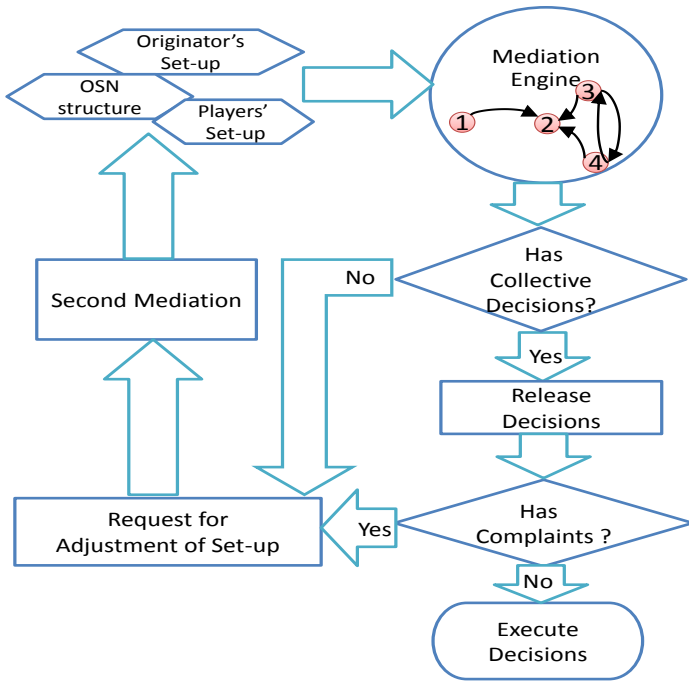 Originator's
Set-up
OSN
structure
Players'
Set-up
Mediation
Engine
1
2
3
4
Has
Collective
Decisions?
No
Yes
Second Mediation
Release
Decisions
Has
Complaints ?
Yes
Request for
Adjustment of Set-up
No
Execute
Decisions